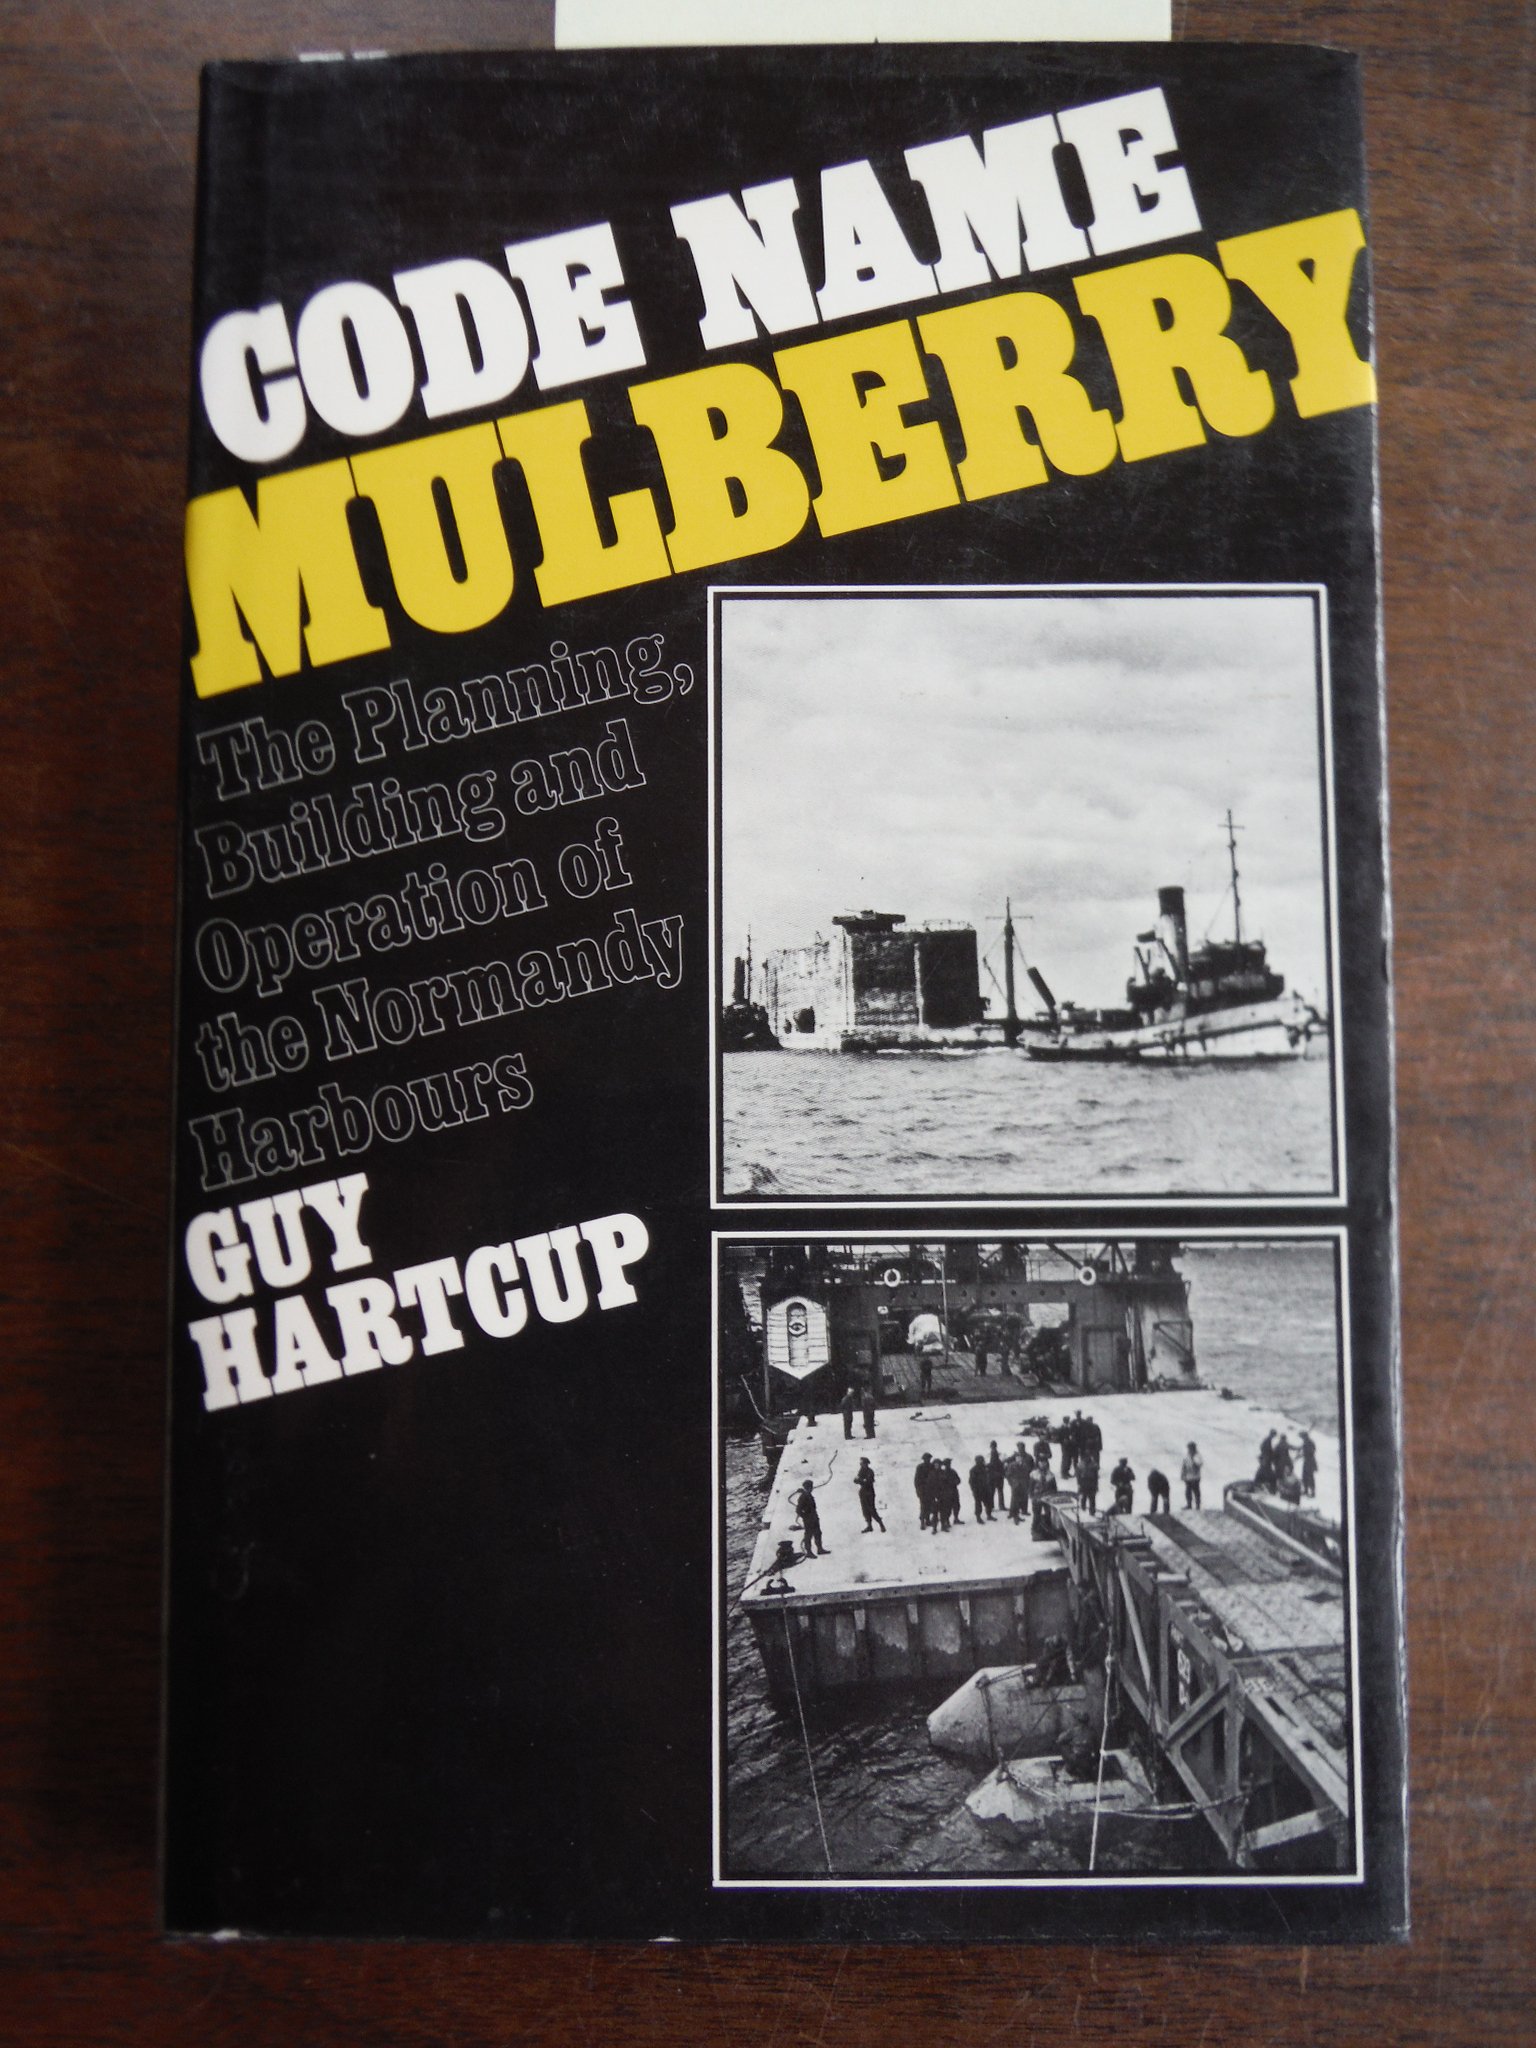 CODE NAME
MULBERRY
The Planning,
Building and
Operation of
the Normandy
Harbours
GUY
HARTCUP